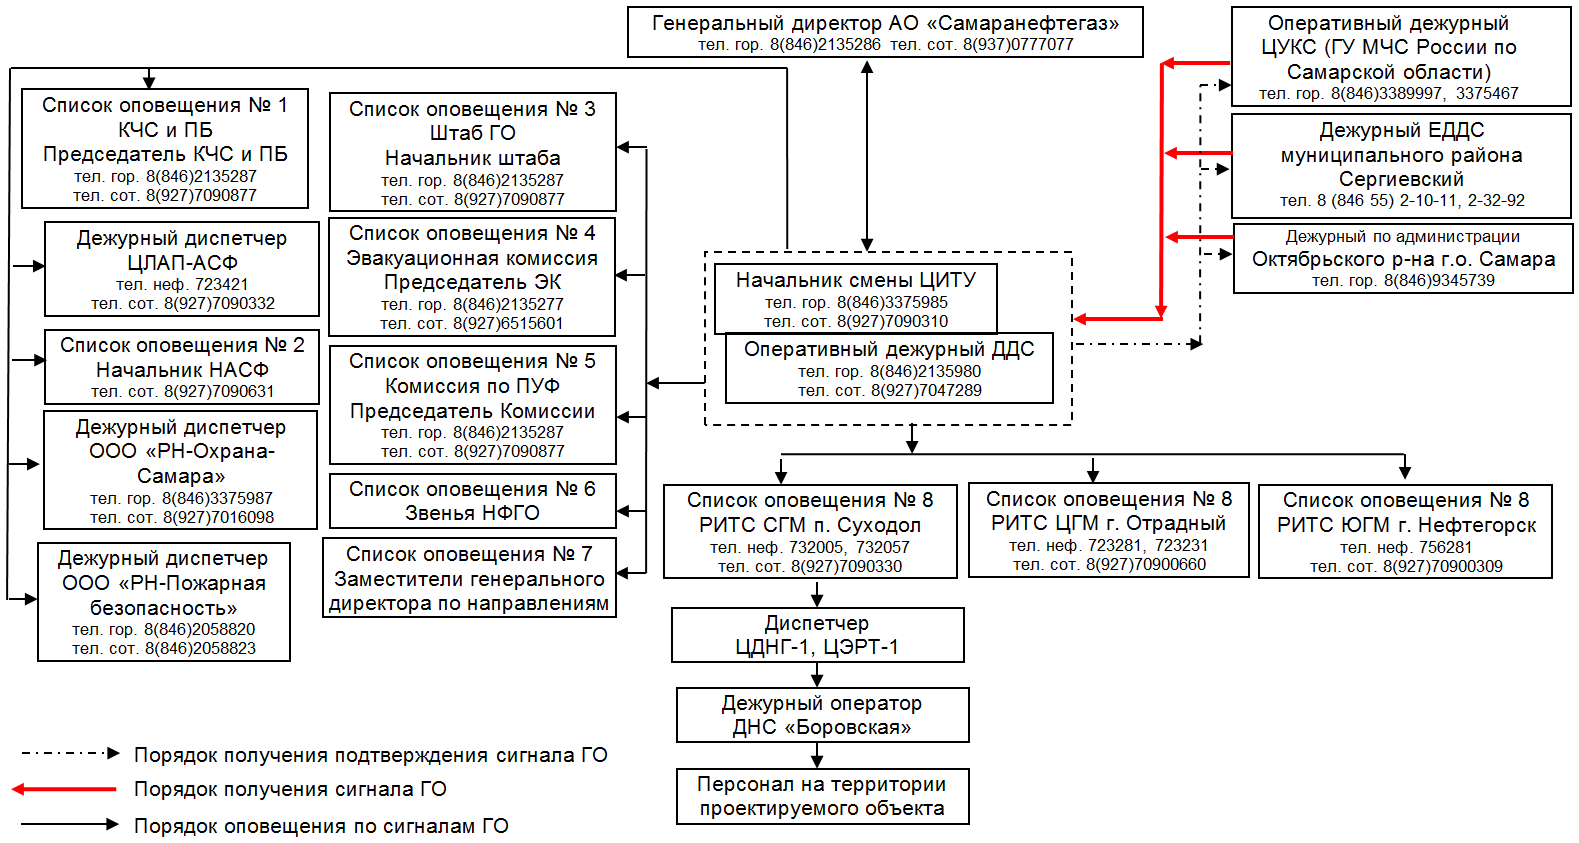 Генеральный директор АО «Самаранефтегаз»
тел. гор. 8(846)2135286 тел. сот. 8(937)0777077
Оперативный дежурный
ЦУКС (ГУ МЧС России по
Самарской области)
тел. гор. 8(846)3389997, 3375467
Дежурный ЕДДС
муниципального района
Сергиевский
тел. 8 (846 55) 2-10-11, 2-32-92
Дежурный по администрации
Октябрьского р-на г.о. Самара
тел. гор. 8(846)9345739
Список оповещения № 1
КЧС и ПБ
Председатель КЧС и ПБ
тел. гор. 8(846)2135287
тел. сот. 8(927)7090877
Дежурный диспетчер
ЦЛАП-АСФ
тел. неф. 723421
тел. сот. 8(927)7090332
Список оповещения № 2
Начальник НАСФ
тел. сот. 8(927)7090631
Дежурный диспетчер
ООО «РН-Охрана-
Самара»
тел. гор. 8(846)3375987
тел. сот. 8(927)7016098
Дежурный диспетчер
ООО «РН-Пожарная
безопасность»
тел. гор. 8(846)2058820
тел. сот. 8(846)2058823
Список оповещения № 3
Штаб ГО
Начальник штаба
тел. гор. 8(846)2135287
тел. сот. 8(927)7090877
Список оповещения № 4
Эвакуационная комиссия
Председатель ЭК
тел. гор. 8(846)2135277
тел. сот. 8(927)6515601
Список оповещения № 5
Комиссия по ПУФ
Председатель Комиссии
тел. гор. 8(846)2135287
тел. сот. 8(927)7090877
Список оповещения № 6
Звенья НФГО
Список оповещения № 7
Заместители генерального
директора по направлениям
Начальник смены ЦИТУ
тел. гор. 8(846)3375985
тел. сот. 8(927)7090310
Оперативный дежурный ДДС
тел. гор. 8(846)2135980
тел. сот. 8(927)7047289
Список оповещения № 8
РИТС СГМ п. Суходол
тел. неф. 732005, 732057
тел. сот. 8(927)7090330
Список оповещения № 8
РИТС ЦГМ г. Отрадный
тел. неф. 723281, 723231
тел. сот. 8(927)70900660
Список оповещения № 8
РИТС ЮГМ г. Нефтегорск
тел. неф. 756281
тел. сот. 8(927)70900309
Диспетчер
ЦДНГ-1, ЦЭРТ-1
Дежурный оператор
ДНС «Боровская»
Персонал на территории
проектируемого объекта
Порядок получения подтверждения сигнала ГО
Порядок получения сигнала ГО
Порядок оповещения по сигналам ГО